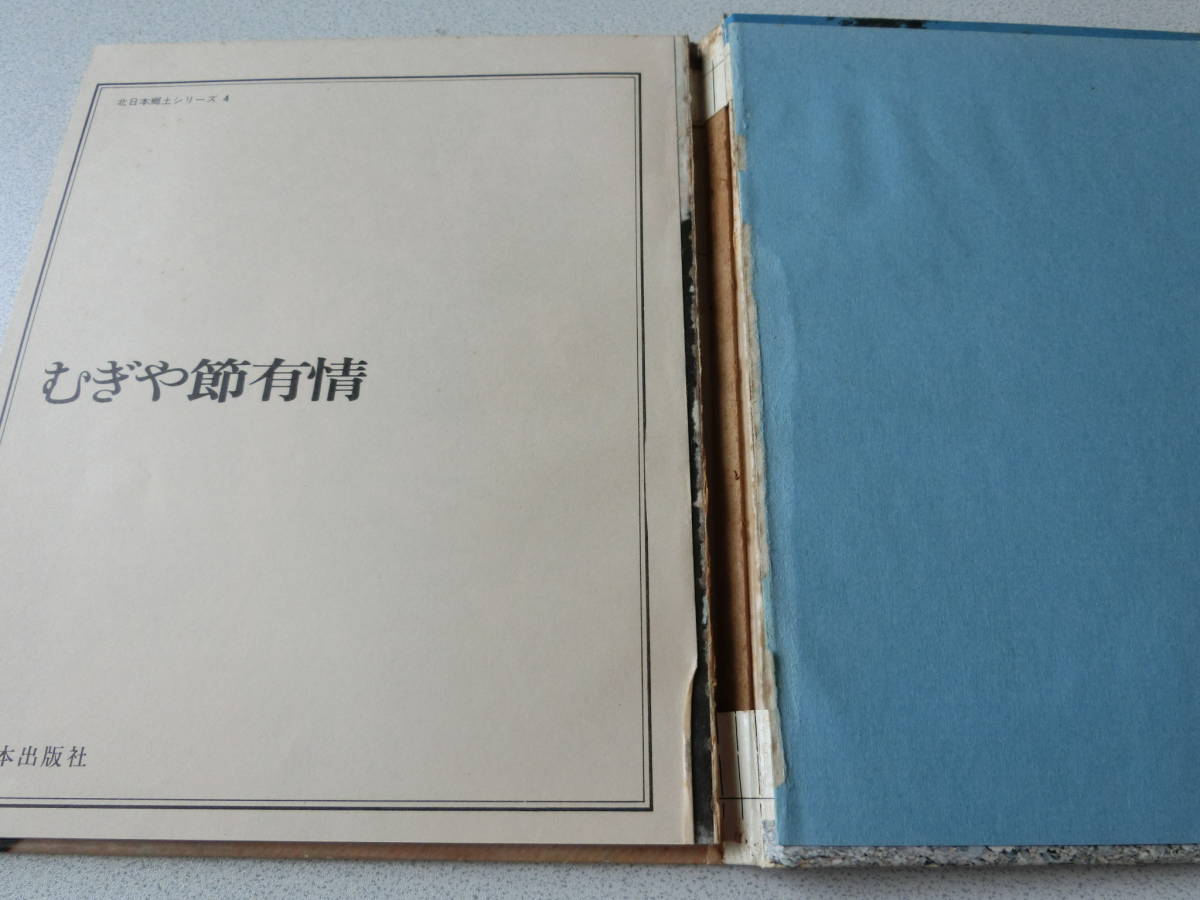 北日本郷土シリーズ 4
むぎや節有情
本出版社